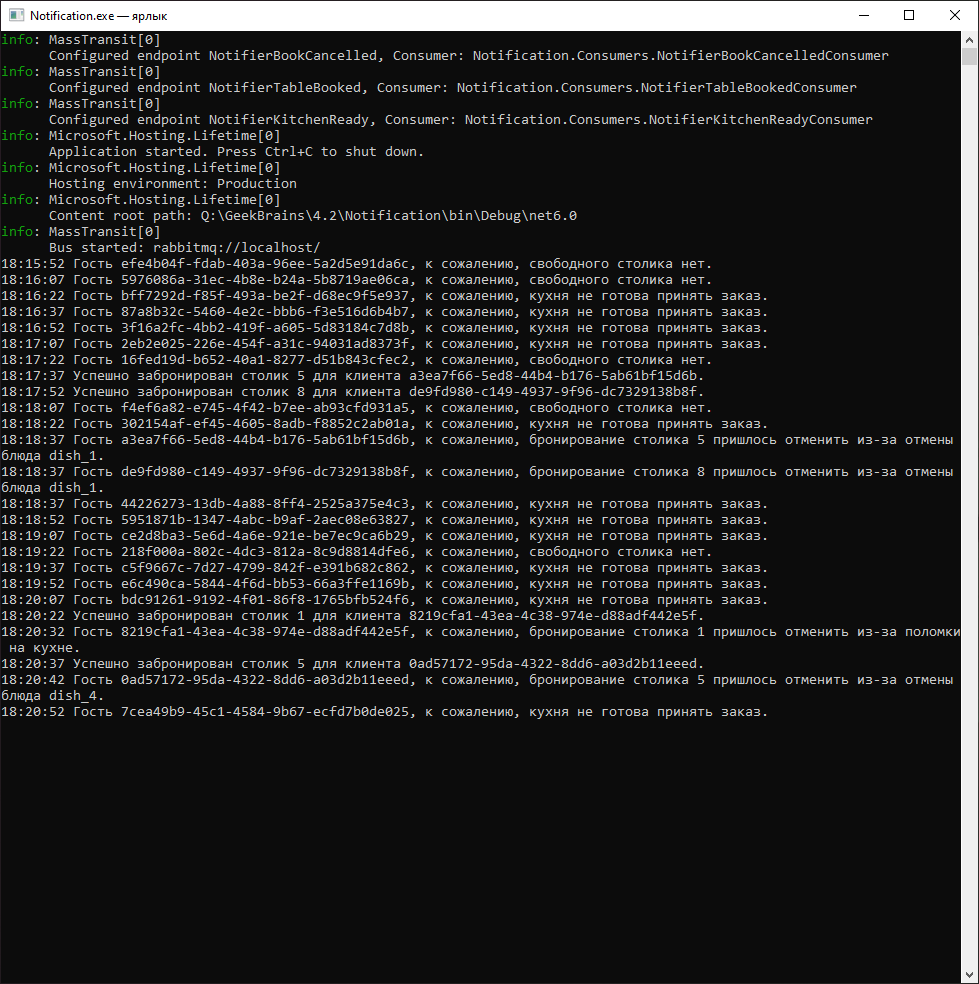 Notification.exe — ярлык
info: MassTransit[0]
Configured endpoint NotifierBookCancelled, Consumer: Notification.Consumers.NotifierBookCancelledConsumer
info: MassTransit[0]
Configured endpoint NotifierTableBooked, Consumer: Notification.Consumers.NotifierTableBookedConsumer
info: MassTransit[0]
Configured endpoint NotifierKitchenReady, Consumer: Notification.Consumers.NotifierKitchenReadyConsumer
info: Microsoft.Hosting.Lifetime[0]
Application started. Press Ctrl+C to shut down.
info: Microsoft.Hosting.Lifetime[0]
Hosting environment: Production
info: Microsoft.Hosting.Lifetime[0]
Content root path: Q:\GeekBrains\4.2\Notification\bin\Debug\net6.0
info: MassTransit[0]
Bus started: rabbitmq://localhost/
18:15:52 Гость efe4b04f-fdab-403a-96ee-5a2d5e91da6c, к сожалению, свободного столика нет.
18:16:07 Гость 5976086a-31ec-4b8e-b24a-5b8719ae06ca, к сожалению, свободного столика нет.
18:16:22 Гость bff7292d-f85f-493a-be2f-d68ec9f5e937, к сожалению, кухня не готова принять заказ.
18:16:37 Гость 87a8b32c-5460-4e2c-bbb6-f3e516d6b4b7, к сожалению, кухня не готова принять заказ.
18:16:52 Гость 3f16a2fc-4bb2-419f-a605-5d83184c7d8b, к сожалению, кухня не готова принять заказ.
18:17:07 Гость 2eb2e025-226e-454f-a31c-94031ad8373f, к сожалению, кухня не готова принять заказ.
18:17:22 Гость 16fed19d-b652-40a1-8277-d51b843cfec2, к сожалению, свободного столика нет.
18:17:37 Успешно забронирован столик 5 для клиента a3ea7f66-5ed8-44b4-b176-5ab61bf15d6b.
18:17:52 Успешно забронирован столик 8 для клиента de9fd980-c149-4937-9f96-dc7329138b8f.
18:18:07 Гость f4ef6a82-e745-4f42-b7ee-ab93cfd931a5, к сожалению, свободного столика нет.
18:18:22 Гость 302154af-ef45-4605-8adb-f8852c2ab01a, к сожалению, кухня не готова принять заказ.
18:18:37 Гость a3ea7f66-5ed8-44b4-b176-5ab61bf15d6b, к сожалению, бронирование столика 5 пришлось отменить из-за отмены
блюда dish_1.
18:18:37 Гость de9fd980-c149-4937-9f96-dc7329138b8f, к сожалению, бронирование столика 8 пришлось отменить из-за отмены
блюда dish_1.
18:18:37 Гость 44226273-13db-4a88-8ff4-2525a375e4c3, к сожалению, кухня не готова принять заказ.
18:18:52 Гость 5951871b-1347-4abc-b9af-2aec08e63827, к сожалению, кухня не готова принять заказ.
18:19:07 Гость ce2d8ba3-5e6d-4a6e-921e-be7ec9ca6b29, к сожалению, кухня не готова принять заказ.
18:19:22 Гость 218f000a-802c-4dc3-812a-8c9d8814dfe6, к сожалению, свободного столика нет.
18:19:37 Гость c5f9667c-7d27-4799-842f-e391b682c862, к сожалению, кухня не готова принять заказ.
18:19:52 Гость e6c490ca-5844-4f6d-bb53-66a3ffe1169b, к сожалению, кухня не готова принять заказ.
18:20:07 Гость bdc91261-9192-4f01-86f8-1765bfb524f6, к сожалению, кухня не готова принять заказ.
18:20:22 Успешно забронирован столик 1 для клиента 8219cfa1-43ea-4c38-974e-d88adf442e5f.
18:20:32 Гость 8219cfa1-43ea-4c38-974e-d88adf442e5f, к сожалению, бронирование столика 1 пришлось отменить из-за поломки
на кухне.
18:20:37 Успешно забронирован столик 5 для клиента 0ad57172-95da-4322-8dd6-a03d2b11eeed.
18:20:42 Гость 0ad57172-95da-4322-8dd6-a03d2b11eeed, к сожалению, бронирование столика 5 пришлось отменить из-за отмены
блюда dish_4.
18:20:52 Гость 7cea49b9-45c1-4584-9b67-ecfd7b0de025, к сожалению, кухня не готова принять заказ.